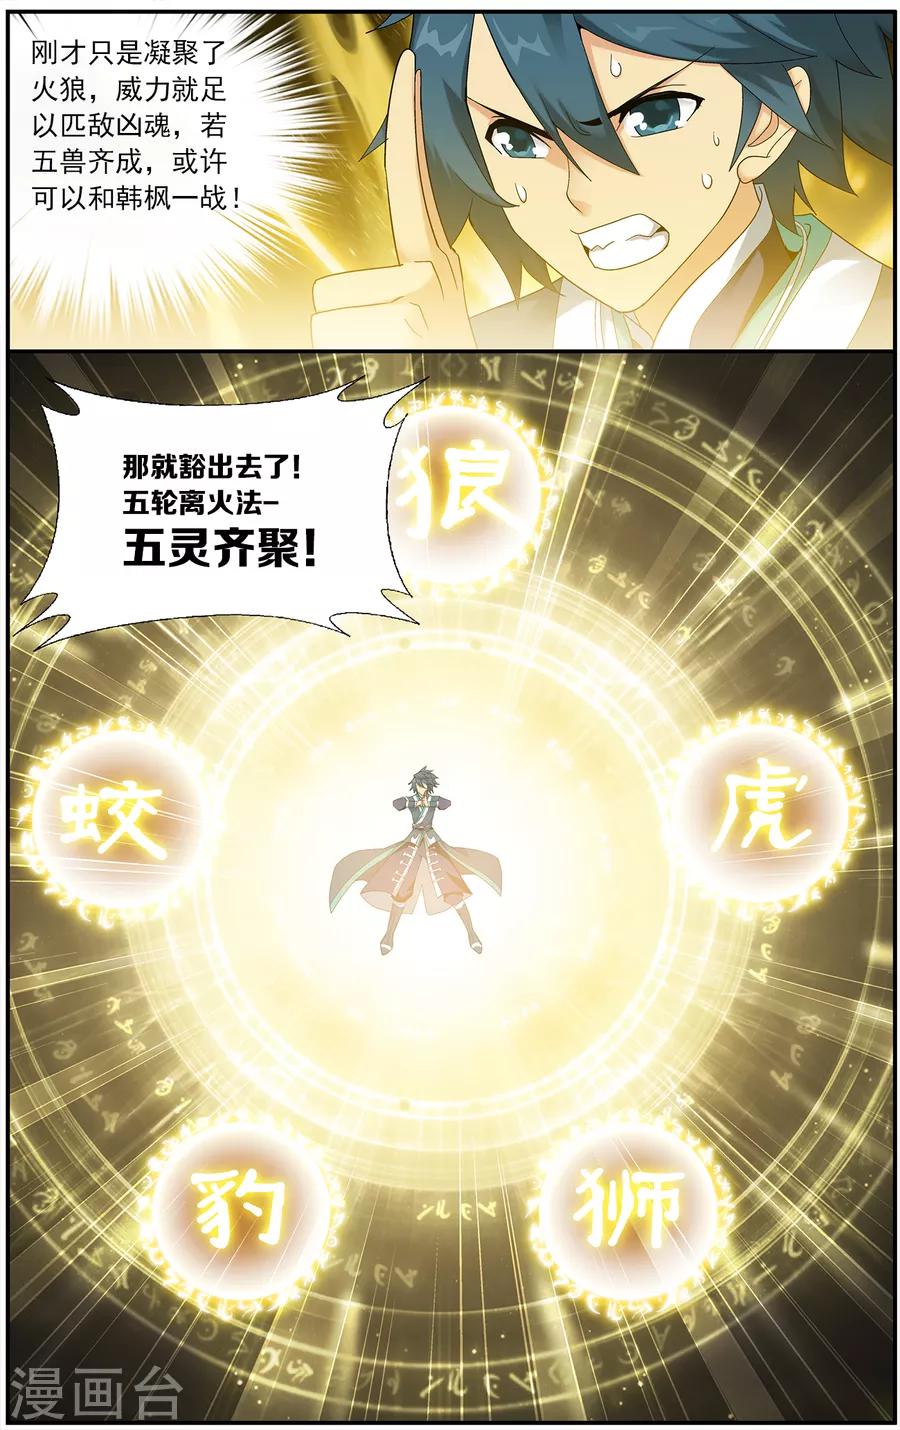 刚才只是凝聚了
火狼，威力就足
以匹敌凶魂，若
五兽齐成，或许
可以和韩枫一战！
那就豁出去了！
五轮离火法-
五灵齐聚！
狼
蛟
虎
豹
狮
漫画台